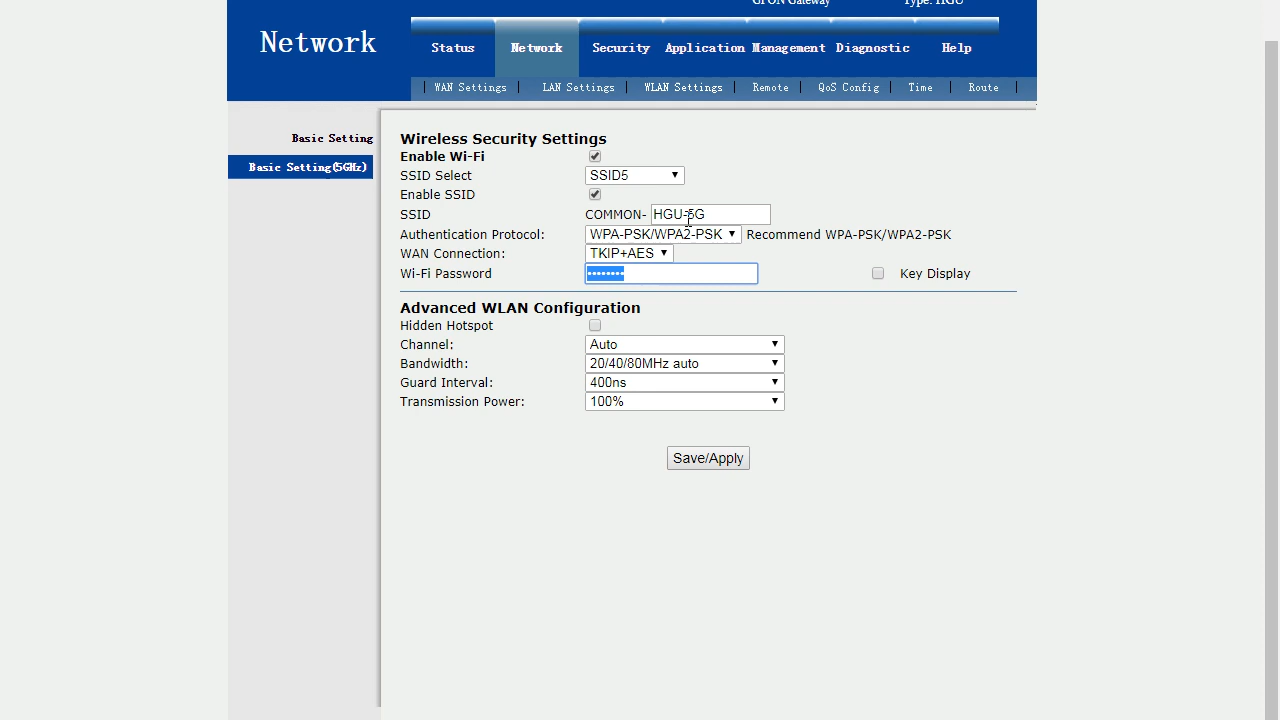 GPON Gateway Type: HGU
Network
Status Network Security Application Management Diagnostic Help
WAN Settings LAN Settings WLAN Settings Remote QoS Config Time Route
Basic Setting
Basic Setting(5GHz)
Wireless Security Settings
Enable Wi-Fi
SSID Select SSID5
Enable SSID
SSID COMMON- HGU-5G
Authentication Protocol: WPA-PSK/WPA2-PSK Recommend WPA-PSK/WPA2-PSK
WAN Connection: TKIP+AES
Wi-Fi Password •••••••• Key Display
Advanced WLAN Configuration
Hidden Hotspot
Channel: Auto
Bandwidth: 20/40/80MHz auto
Guard Interval: 400ns
Transmission Power: 100%
Save/Apply